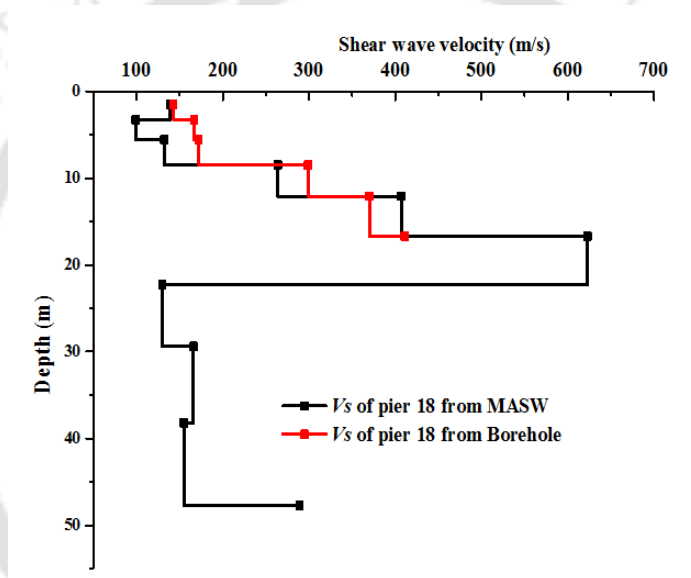 Shear wave velocity (m/s)
100 200 300 400 500 600 700
0
10
20
30
40
50
Depth (m)
Vs of pier 18 from MASW
Vs of pier 18 from Borehole